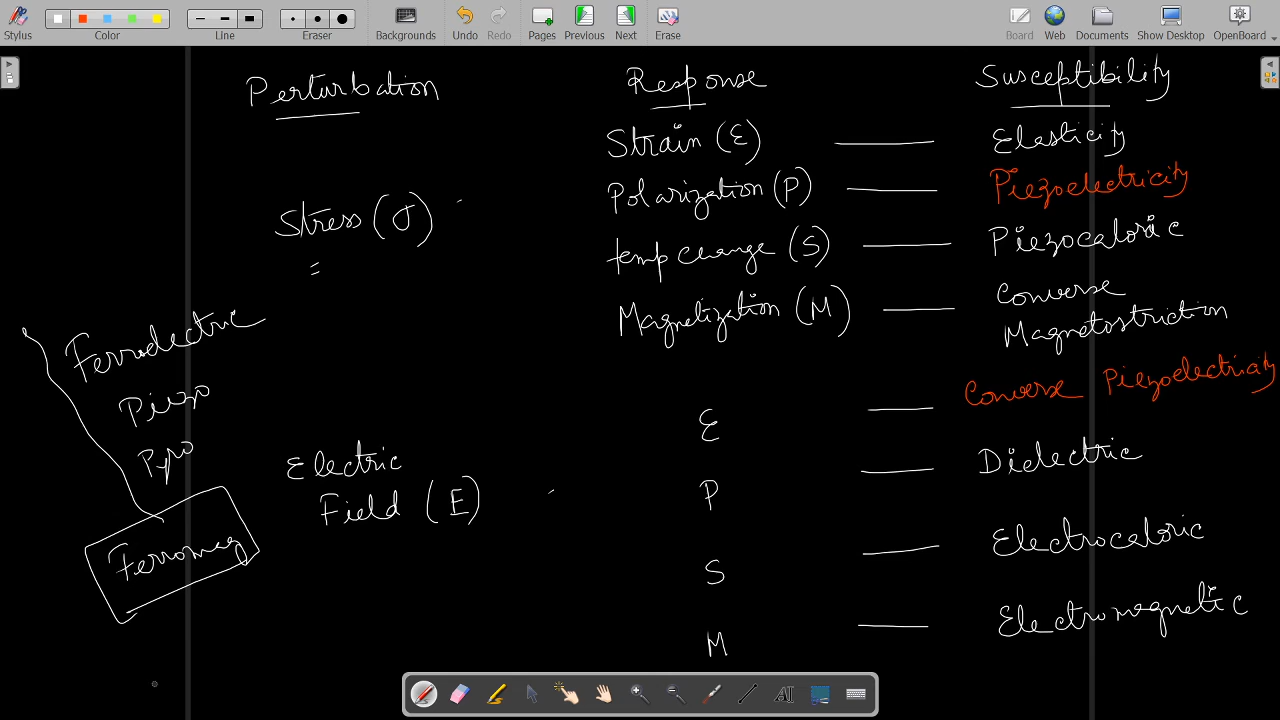 Stylus Color Line Eraser Backgrounds Undo Redo Pages Previous Next Erase Board Web Documents Show Desktop OpenBoard
Perturbation Response Susceptibility
Strain (ε) Elasticity
Polarization (P) Piezoelectricity
Stress (σ)
temp change (S) Piezocaloric
=
Magnetization (M) Converse
Magnetostriction
Ferroelectric
Piezo
Pyro
Ferromag
Electric
Field (E)
ε Converse Piezoelectricity
P Dielectric
S Electrocaloric
M Electromagnetic
AI